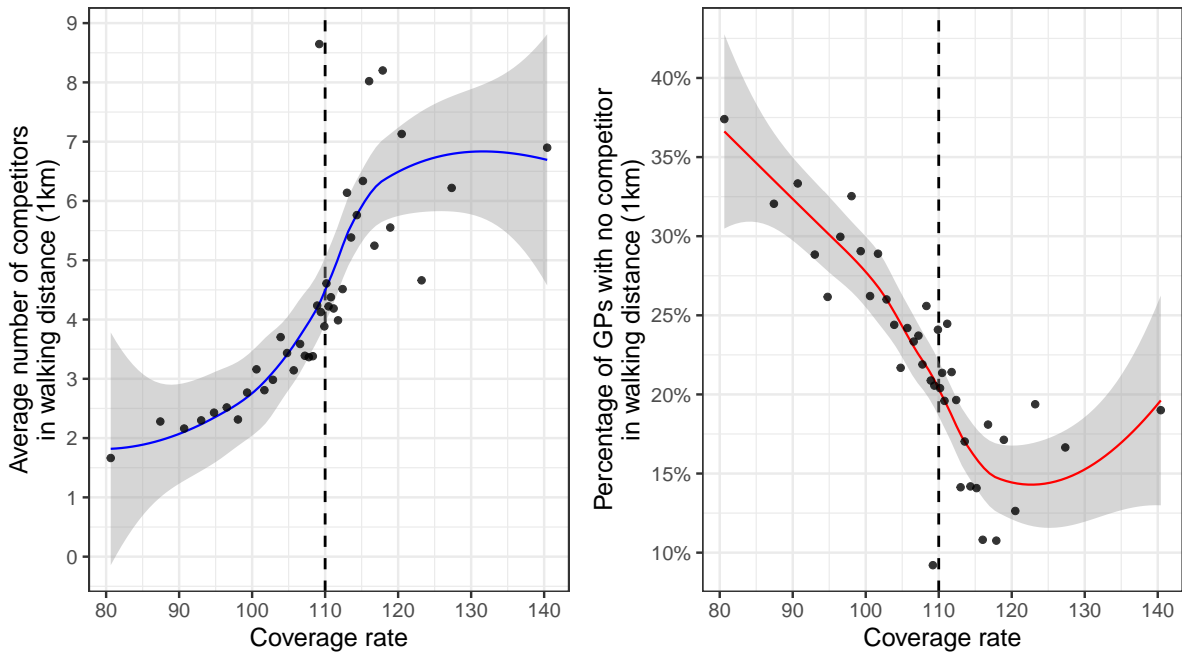 Average number of competitors
in walking distance (1km)
9
8
7
6
5
4
3
2
1
0
80 90 100 110 120 130 140
Coverage rate
Percentage of GPs with no competitor
in walking distance (1km)
40%
35%
30%
25%
20%
15%
10%
80 90 100 110 120 130 140
Coverage rate